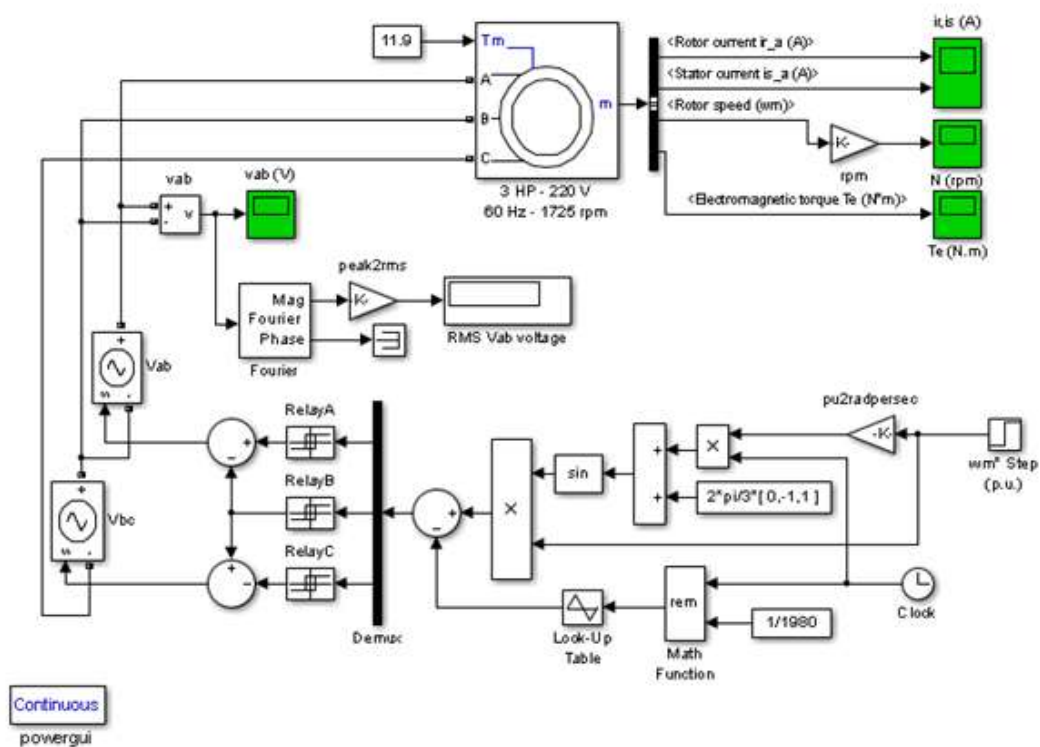 ir,is (A)
11.9
Tm
<Rotor current ir_a (A)>
<Stator current is_a (A)>
A
m
<Rotor speed (wm)>
B
C
K-
rpm
N (rpm)
3 HP - 220 V
60 Hz - 1725 rpm
<Electromagnetic torque Te (N*m)>
Te (N.m)
vab
vab (V)
+
-
v
peak2rms
K-
Mag
Fourier
Phase
Fourier
RMS Vab voltage
+
Vab
-
pu2radpersec
-K-
wm* Step
(p.u.)
RelayA
+
−
RelayB
RelayC
+
−
+
Vbc
-
Demux
−
×
sin
+
+
×
2*pi/3*[ 0,-1,1 ]
Look-Up
Table
rem
Math
Function
1/1980
Clock
Continuous
powergui